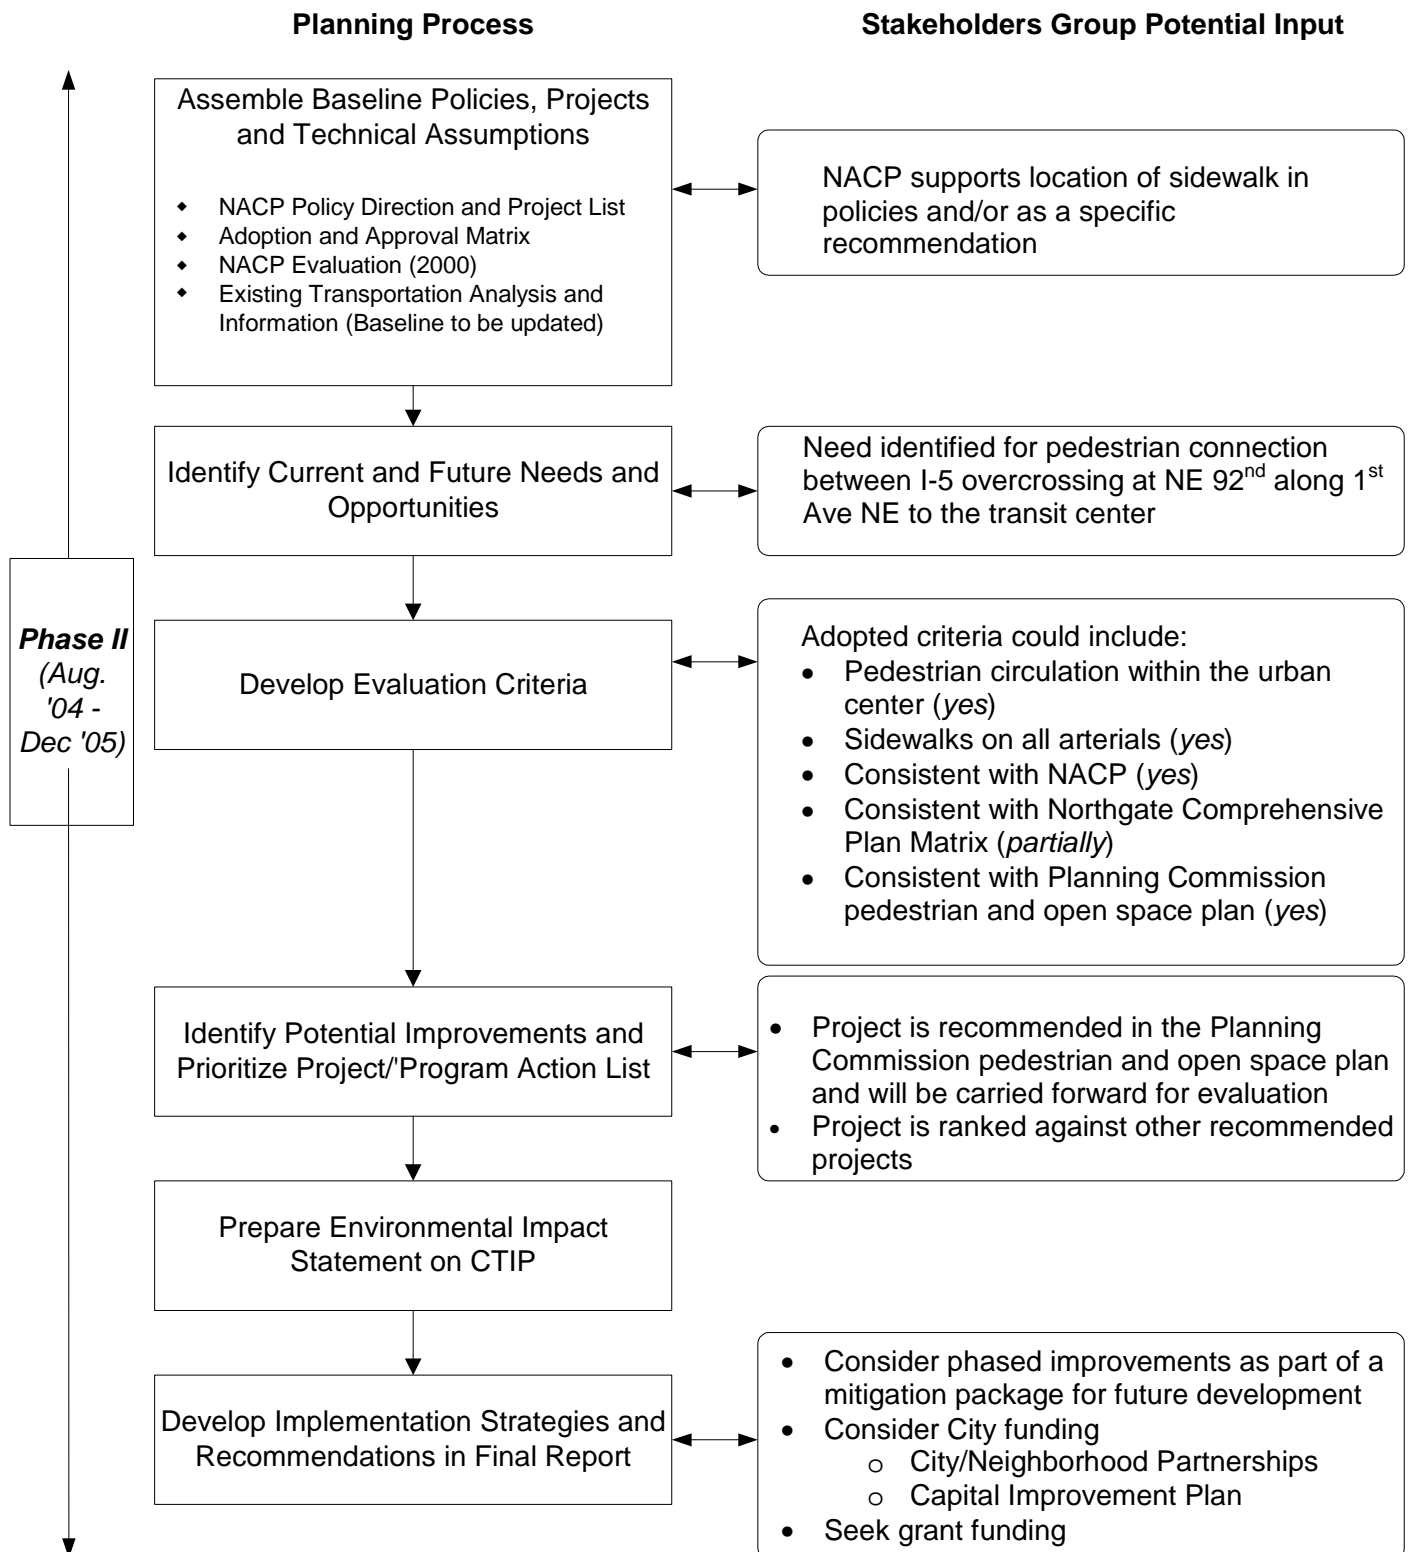 Planning Process
Stakeholders Group Potential Input
Assemble Baseline Policies, Projects
and Technical Assumptions
◆ NACP Policy Direction and Project List
◆ Adoption and Approval Matrix
◆ NACP Evaluation (2000)
◆ Existing Transportation Analysis and
Information (Baseline to be updated)
NACP supports location of sidewalk in
policies and/or as a specific
recommendation
Identify Current and Future Needs and
Opportunities
Need identified for pedestrian connection
between I-5 overcrossing at NE 92nd along 1st
Ave NE to the transit center
Phase II
(Aug.
'04 -
Dec '05)
Develop Evaluation Criteria
Adopted criteria could include:
• Pedestrian circulation within the urban
center (yes)
• Sidewalks on all arterials (yes)
• Consistent with NACP (yes)
• Consistent with Northgate Comprehensive
Plan Matrix (partially)
• Consistent with Planning Commission
pedestrian and open space plan (yes)
Identify Potential Improvements and
Prioritize Project/'Program Action List
• Project is recommended in the Planning
Commission pedestrian and open space plan
and will be carried forward for evaluation
• Project is ranked against other recommended
projects
Prepare Environmental Impact
Statement on CTIP
Develop Implementation Strategies and
Recommendations in Final Report
• Consider phased improvements as part of a
mitigation package for future development
• Consider City funding
o City/Neighborhood Partnerships
o Capital Improvement Plan
• Seek grant funding